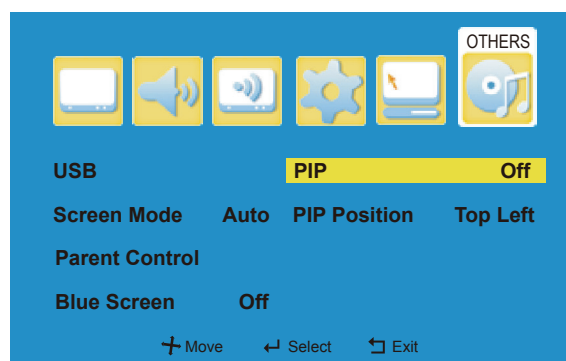 OTHERS
USB PIP Off
Screen Mode Auto PIP Position Top Left
Parent Control
Blue Screen Off
Move Select Exit